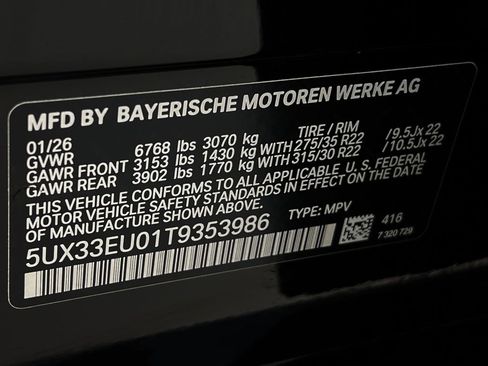 MFD BY BAYERISCHE MOTOREN WERKE AG
01/26 TIRE / RIM
GVWR 6768 lbs 3070 kg
GAWR FRONT 3153 lbs 1430 kg WITH 275/35 R22 / 9.5Jx 22
GAWR REAR 3902 lbs 1770 kg WITH 315/30 R22 / 10.5Jx 22
THIS VEHICLE CONFORMS TO ALL APPLICABLE U. S. FEDERAL
MOTOR VEHICLE SAFETY STANDARDS IN EFFECT ON THE DATE
OF MANUFACTURE SHOWN ABOVE.
5UX33EU01T9353986 TYPE: MPV
416
7 320 729